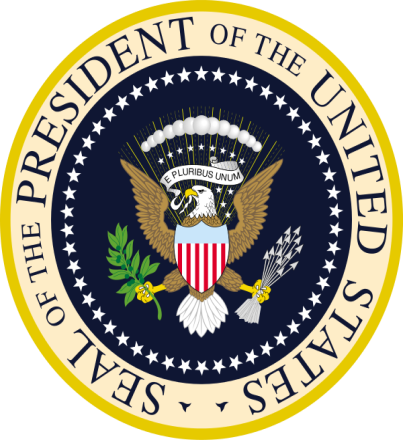 SEAL OF THE PRESIDENT OF THE UNITED STATES
E PLURIBUS UNUM